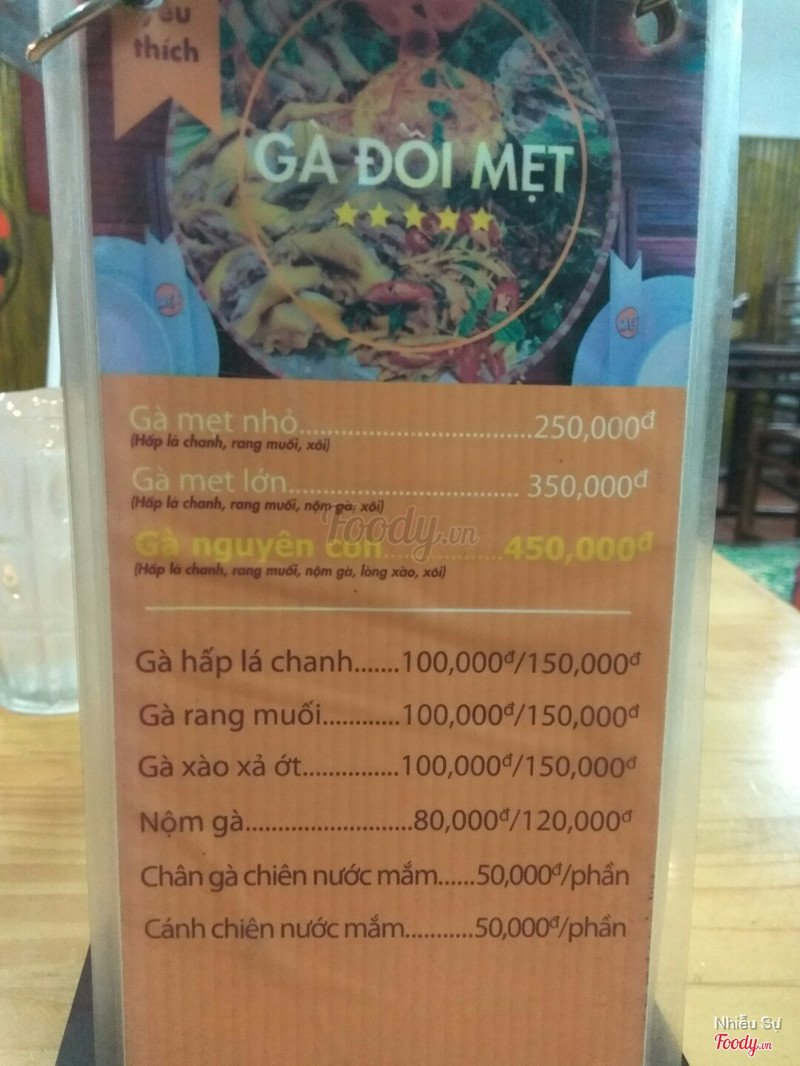 yêu
thích
GÀ ĐỒI MẸT
Gà mẹt nhỏ..................................250,000đ
(Hấp lá chanh, rang muối, xôi)
Gà mẹt lớn................................. 350,000đ
(Hấp lá chanh, rang muối, nộm gà, xôi)
Foody.vn
Gà nguyên con.................450,000đ
(Hấp lá chanh, rang muối, nộm gà, lòng xào, xôi)
Gà hấp lá chanh.......100,000đ/150,000đ
Gà rang muối............100,000đ/150,000đ
Gà xào xả ớt...............100,000đ/150,000đ
Nộm gà..........................80,000đ/120,000đ
Chân gà chiên nước mắm......50,000đ/phần
Cánh chiên nước mắm...........50,000đ/phần
Nhiễu Sự
Foody.vn